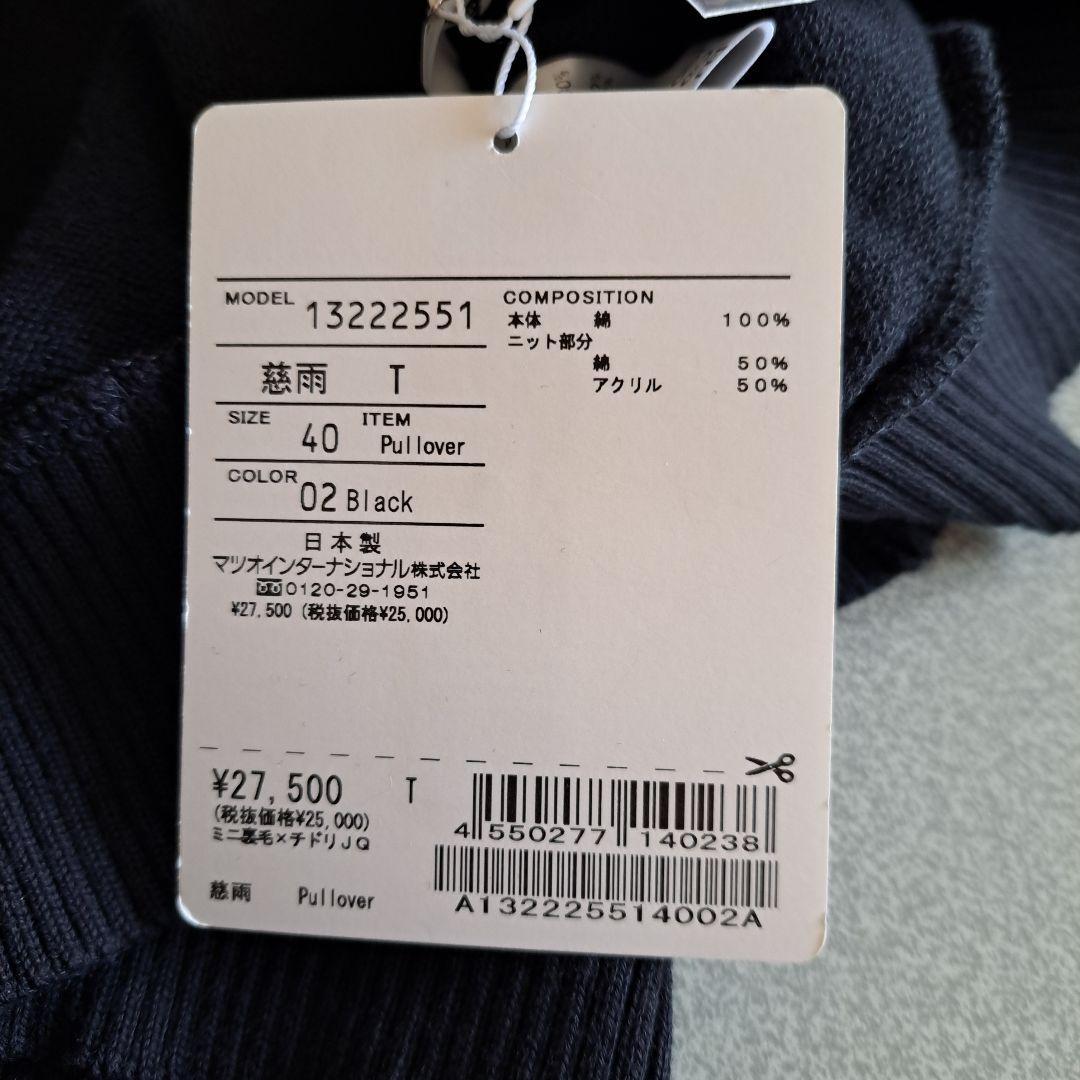 MODEL 13222551
慈雨 T
SIZE 40 ITEM Pullover
COLOR 02 Black
日本製
マツオインターナショナル株式会社
0120-29-1951
¥27,500 (税抜価格¥25,000)
COMPOSITION
本体 綿 100%
ニット部分
綿 50%
アクリル 50%
¥27,500 T
(税抜価格¥25,000)
ミニ裏毛×チドリJQ
慈雨 Pullover
4 550277 140238
A132225514002A